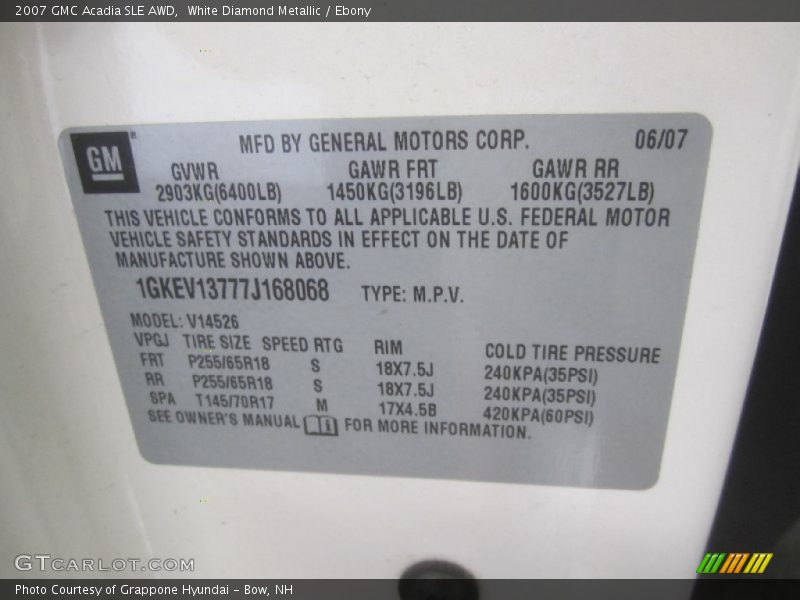 2007 GMC Acadia SLE AWD,  White Diamond Metallic / Ebony
GM ® MFD BY GENERAL MOTORS CORP. 06/07
GVWR GAWR FRT GAWR RR
2903KG(6400LB) 1450KG(3196LB) 1600KG(3527LB)
THIS VEHICLE CONFORMS TO ALL APPLICABLE U.S. FEDERAL MOTOR
VEHICLE SAFETY STANDARDS IN EFFECT ON THE DATE OF
MANUFACTURE SHOWN ABOVE.
1GKEV13777J168068 TYPE: M.P.V.
MODEL: V14526
VPGJ TIRE SIZE SPEED RTG RIM COLD TIRE PRESSURE
FRT P255/65R18 S 18X7.5J 240KPA(35PSI)
RR P255/65R18 S 18X7.5J 240KPA(35PSI)
SPA T145/70R17 M 17X4.5B 420KPA(60PSI)
SEE OWNER'S MANUAL i FOR MORE INFORMATION.
GTCARLOT.COM
Photo Courtesy of Grappone Hyundai - Bow, NH